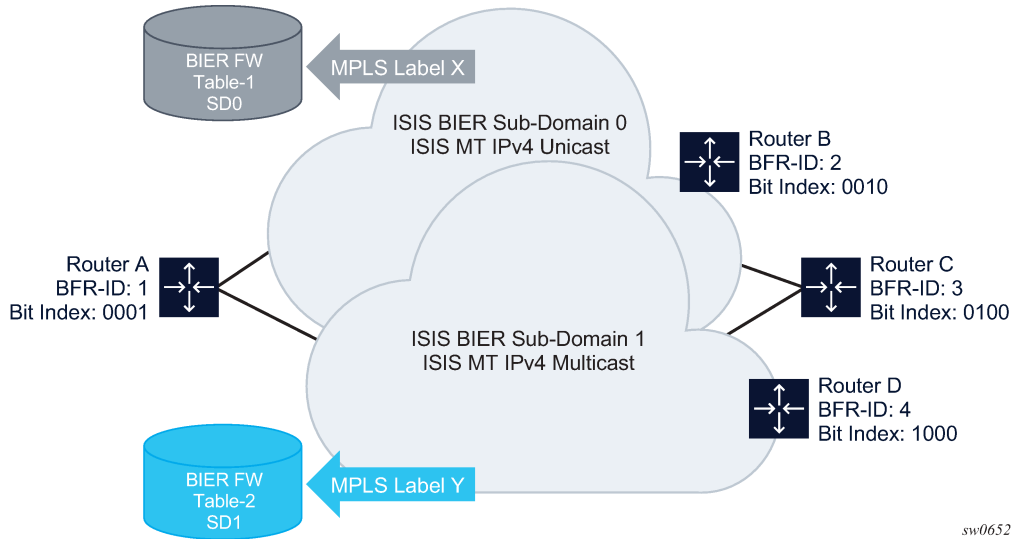 BIER FW
Table-1
SD0
MPLS Label X
ISIS BIER Sub-Domain 0
ISIS MT IPv4 Unicast
Router B
BFR-ID: 2
Bit Index: 0010
Router A
BFR-ID: 1
Bit Index: 0001
Router C
BFR-ID: 3
Bit Index: 0100
ISIS BIER Sub-Domain 1
ISIS MT IPv4 Multicast
Router D
BFR-ID: 4
Bit Index: 1000
BIER FW
Table-2
SD1
MPLS Label Y
sw0652